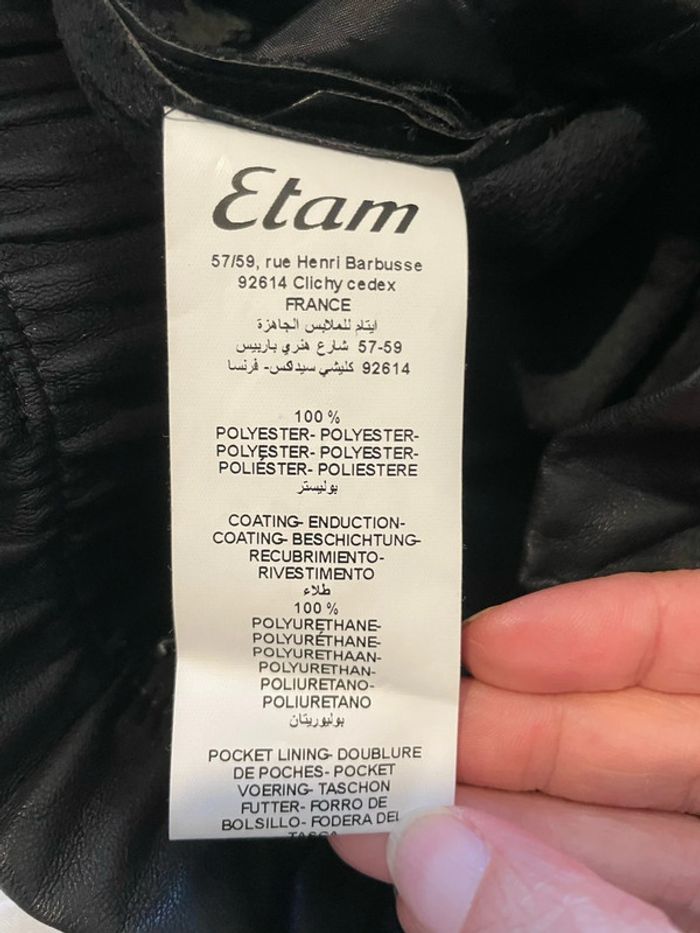 Etam
57/59, rue Henri Barbusse
92614 Clichy cedex
FRANCE
ايتام للملابس الجاهزة
57-59 شارع هنري باربيس
92614 كليشي سيداكس- فرنسا
100 %
POLYESTER- POLYESTER-
POLYESTER- POLYESTER-
POLIÉSTER- POLIESTERE
بوليستر
COATING- ENDUCTION-
COATING- BESCHICHTUNG-
RECUBRIMIENTO-
RIVESTIMENTO
طلاء
100 %
POLYURETHANE-
POLYURÉTHANE-
POLYURETHAAN-
POLYURETHAN-
POLIURETANO-
POLIURETANO
بوليوريتان
POCKET LINING- DOUBLURE
DE POCHES- POCKET
VOERING- TASCHON
FUTTER- FORRO DE
BOLSILLO- FODERA DEL
TASCA